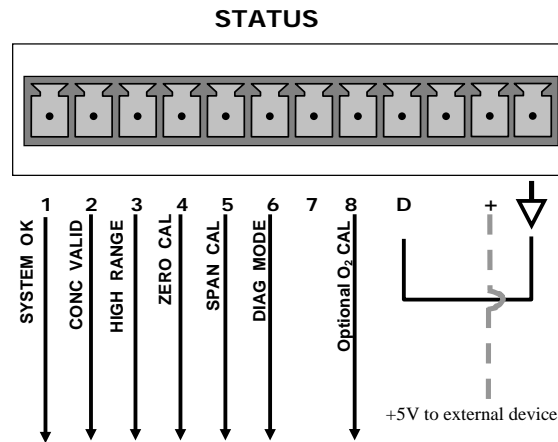 STATUS
1 2 3 4 5 6 7 8 D +
SYSTEM OK
CONC VALID
HIGH RANGE
ZERO CAL
SPAN CAL
DIAG MODE
Optional O₂ CAL
+5V to external device